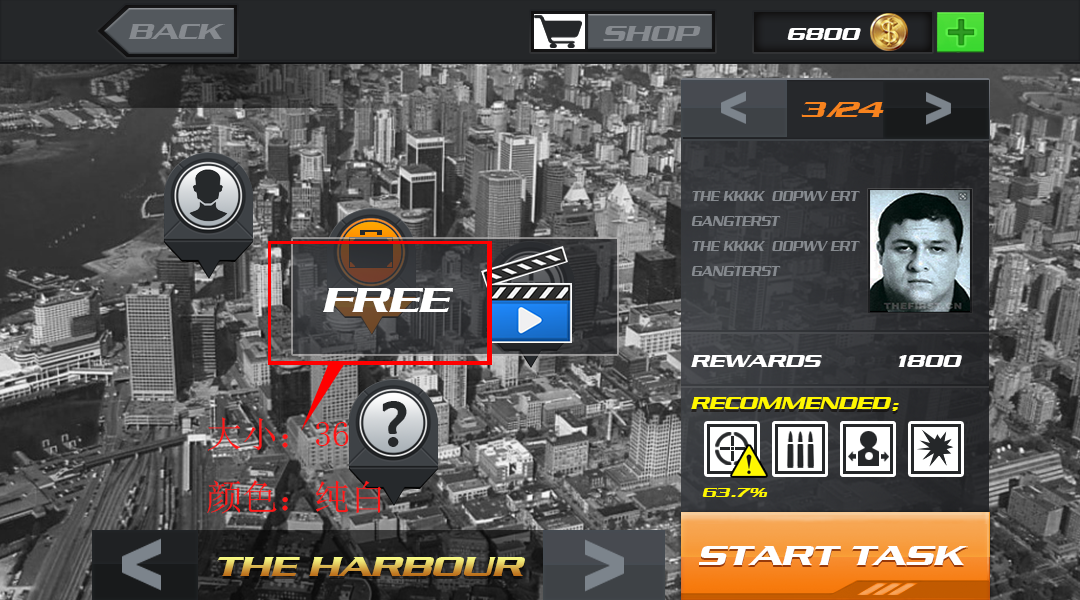 BACK
SHOP
6800
3/24
THE KKKK OOPWV ERT
GANGTERST
THE KKKK OOPWV ERT
GANGTERST
FREE
REWARDS 1800
RECOMMENDED;
大小：36
63.7%
颜色：纯白
THE HARBOUR
START TASK